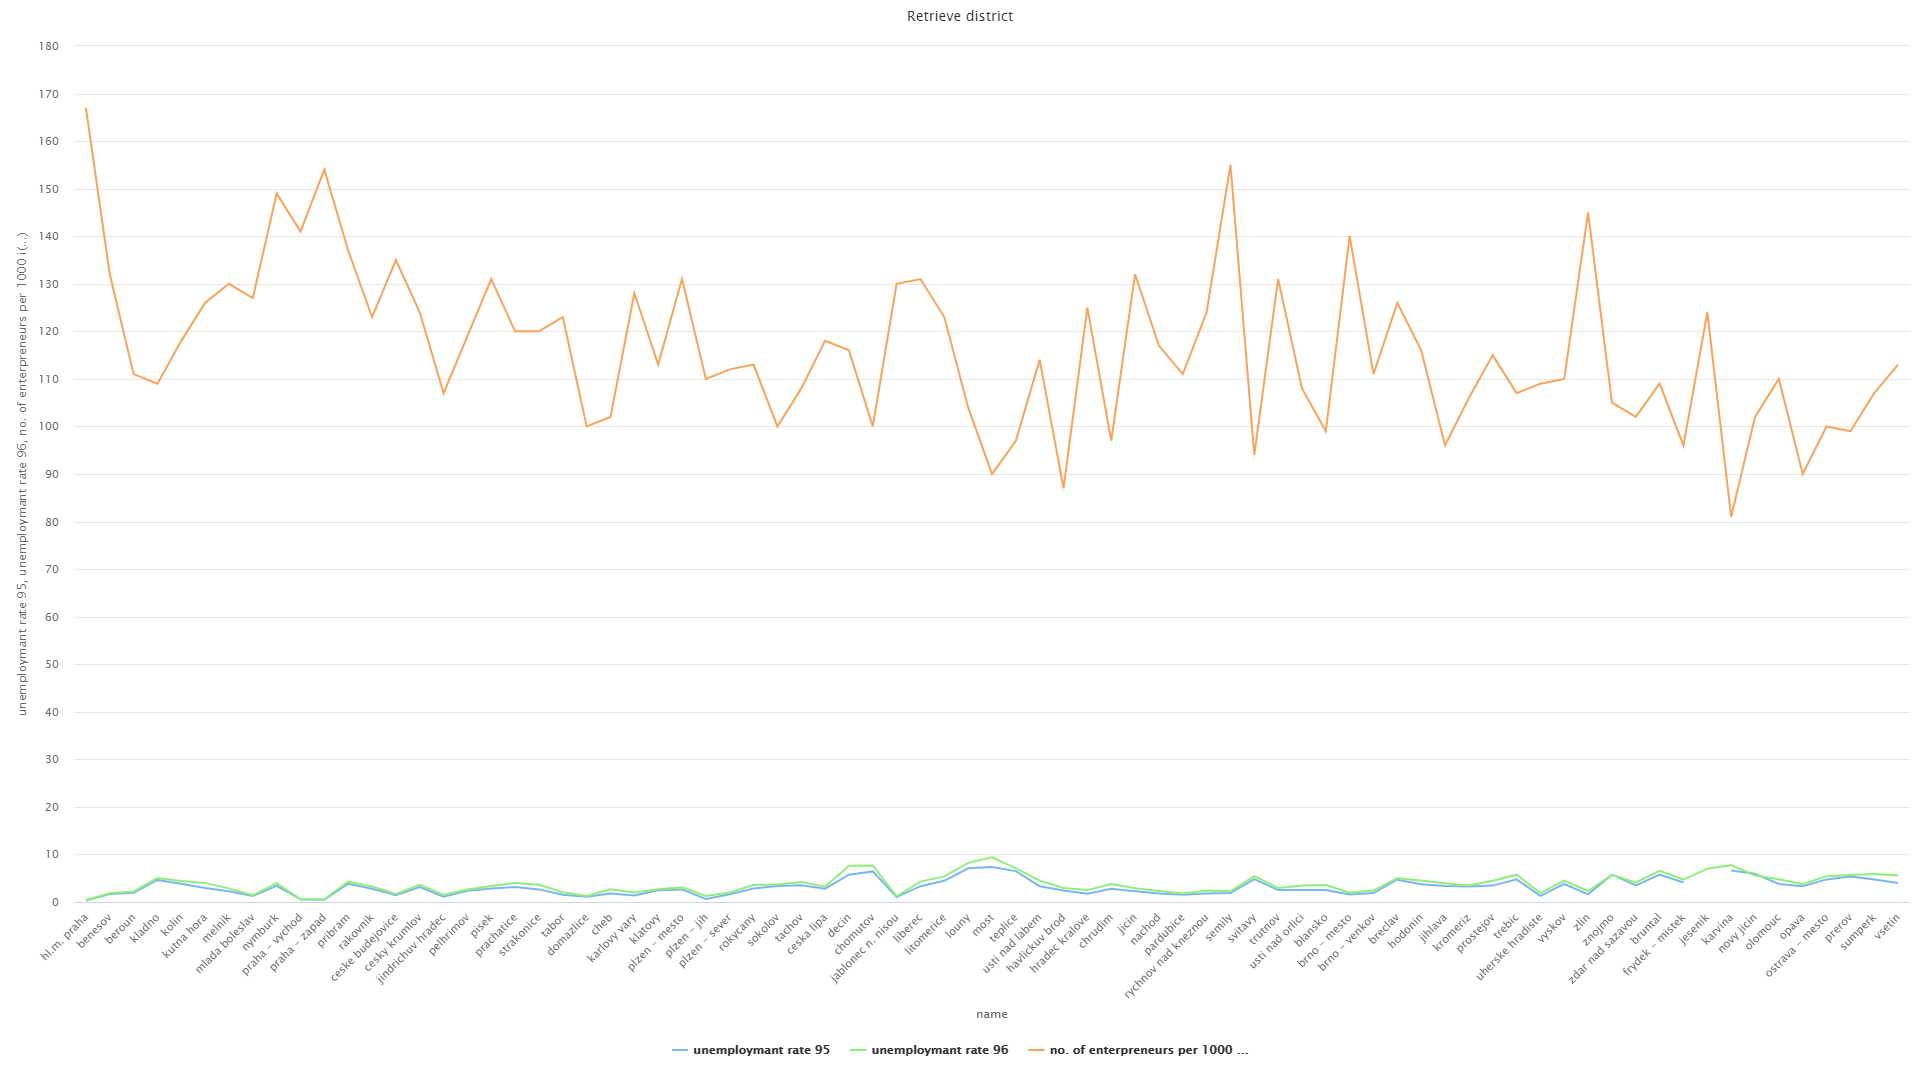 Retrieve district
unemploymant rate 95, unemploymant rate 96, no. of enterpreneurs per 1000 i(...)
180
170
160
150
140
130
120
110
100
90
80
70
60
50
40
30
20
10
0
hl.m. praha
benesov
beroun
kladno
kolin
kutna hora
melnik
mlada boleslav
nymburk
praha - vychod
praha - zapad
pribram
rakovnik
ceske budejovice
cesky krumlov
jindrichuv hradec
pelhrimov
pisek
prachatice
strakonice
tabor
domazlice
cheb
karlovy vary
klatovy
plzen - mesto
plzen - jih
plzen - sever
rokycany
sokolov
tachov
ceska lipa
decin
chomutov
jablonec n. nisou
liberec
litomerice
louny
most
teplice
usti nad labem
havlickuv brod
hradec kralove
chrudim
jicin
nachod
pardubice
rychnov nad kneznou
semily
svitavy
trutnov
usti nad orlici
blansko
brno - mesto
brno - venkov
breclav
hodonin
jihlava
kromeriz
prostejov
trebic
uherske hradiste
vyskov
zlin
znojmo
zdar nad sazavou
bruntal
frydek - mistek
jesenik
karvina
novy jicin
olomouc
opava
ostrava - mesto
prerov
sumperk
vsetin
name
unemploymant rate 95
unemploymant rate 96
no. of enterpreneurs per 1000 ...